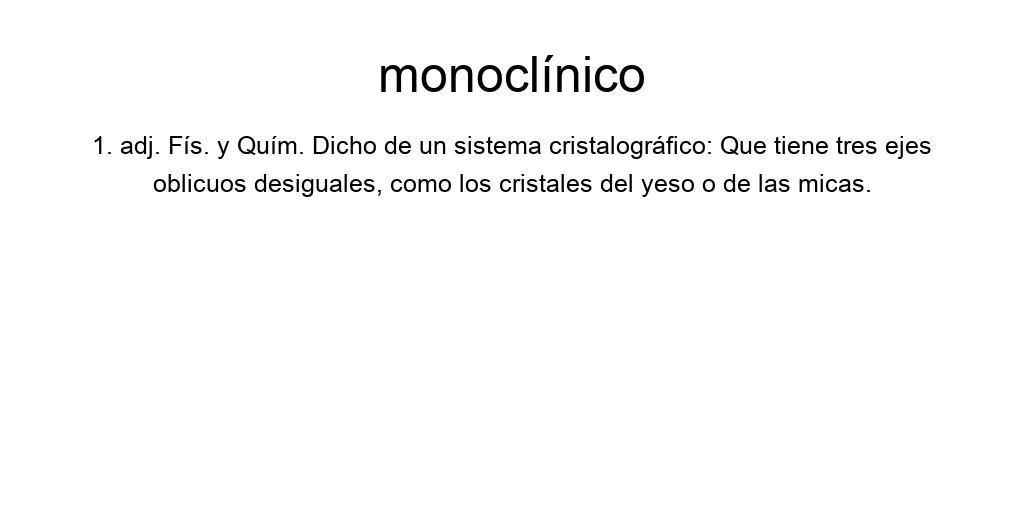 monoclínico
1. adj. Fís. y Quím. Dicho de un sistema cristalográfico: Que tiene tres ejes
oblicuos desiguales, como los cristales del yeso o de las micas.